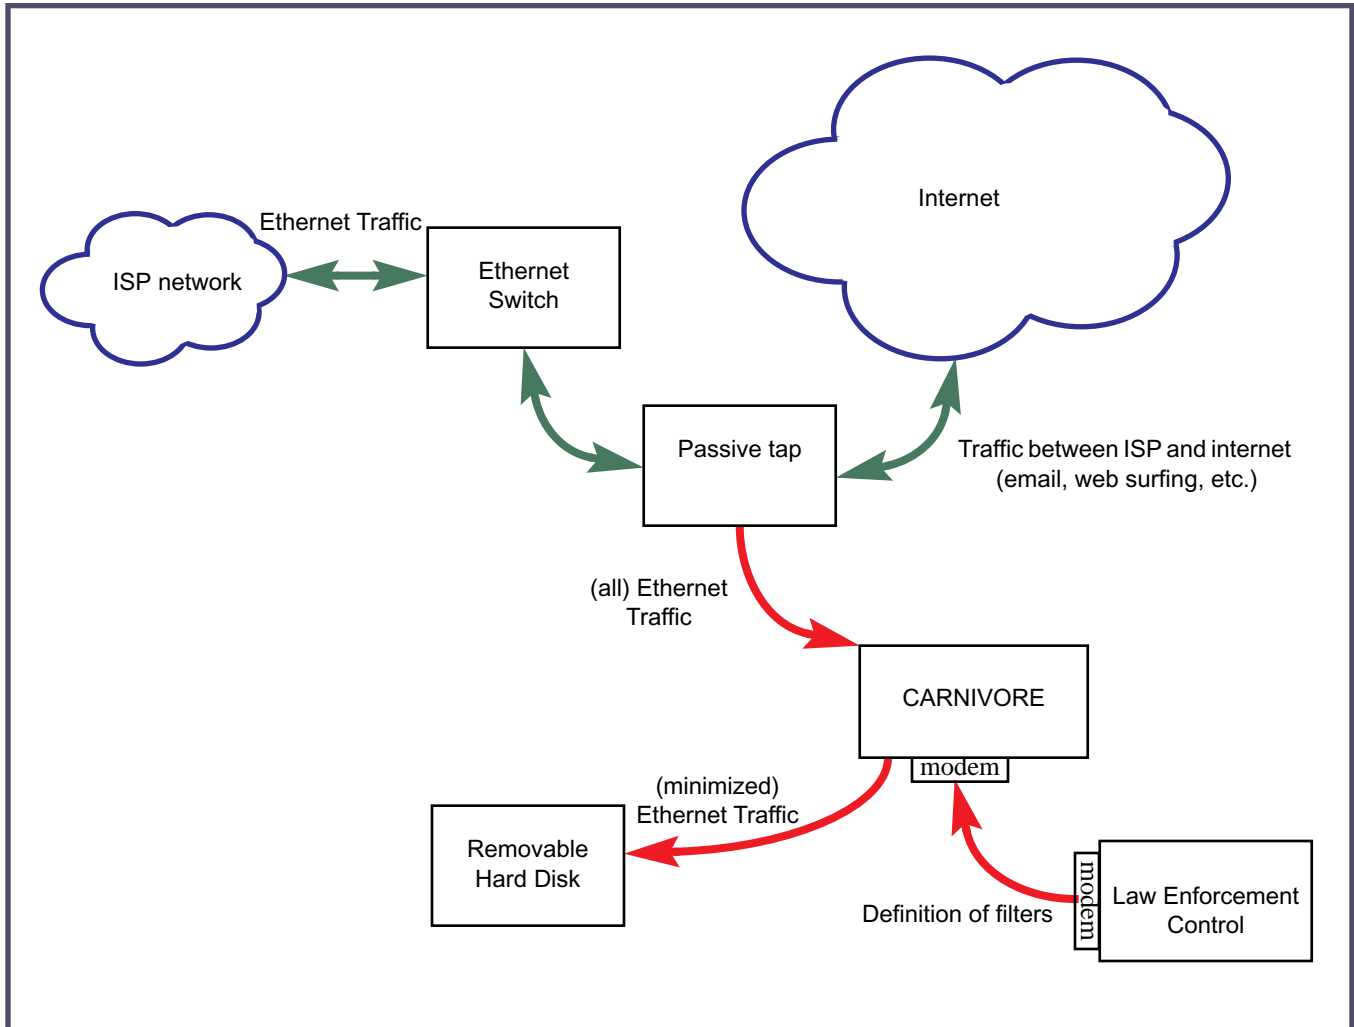 Internet
Ethernet Traffic
ISP network
Ethernet
Switch
Passive tap
Traffic between ISP and internet
(email, web surfing, etc.)
(all) Ethernet
Traffic
CARNIVORE
modem
(minimized)
Ethernet Traffic
Removable
Hard Disk
Definition of filters
modem
Law Enforcement
Control